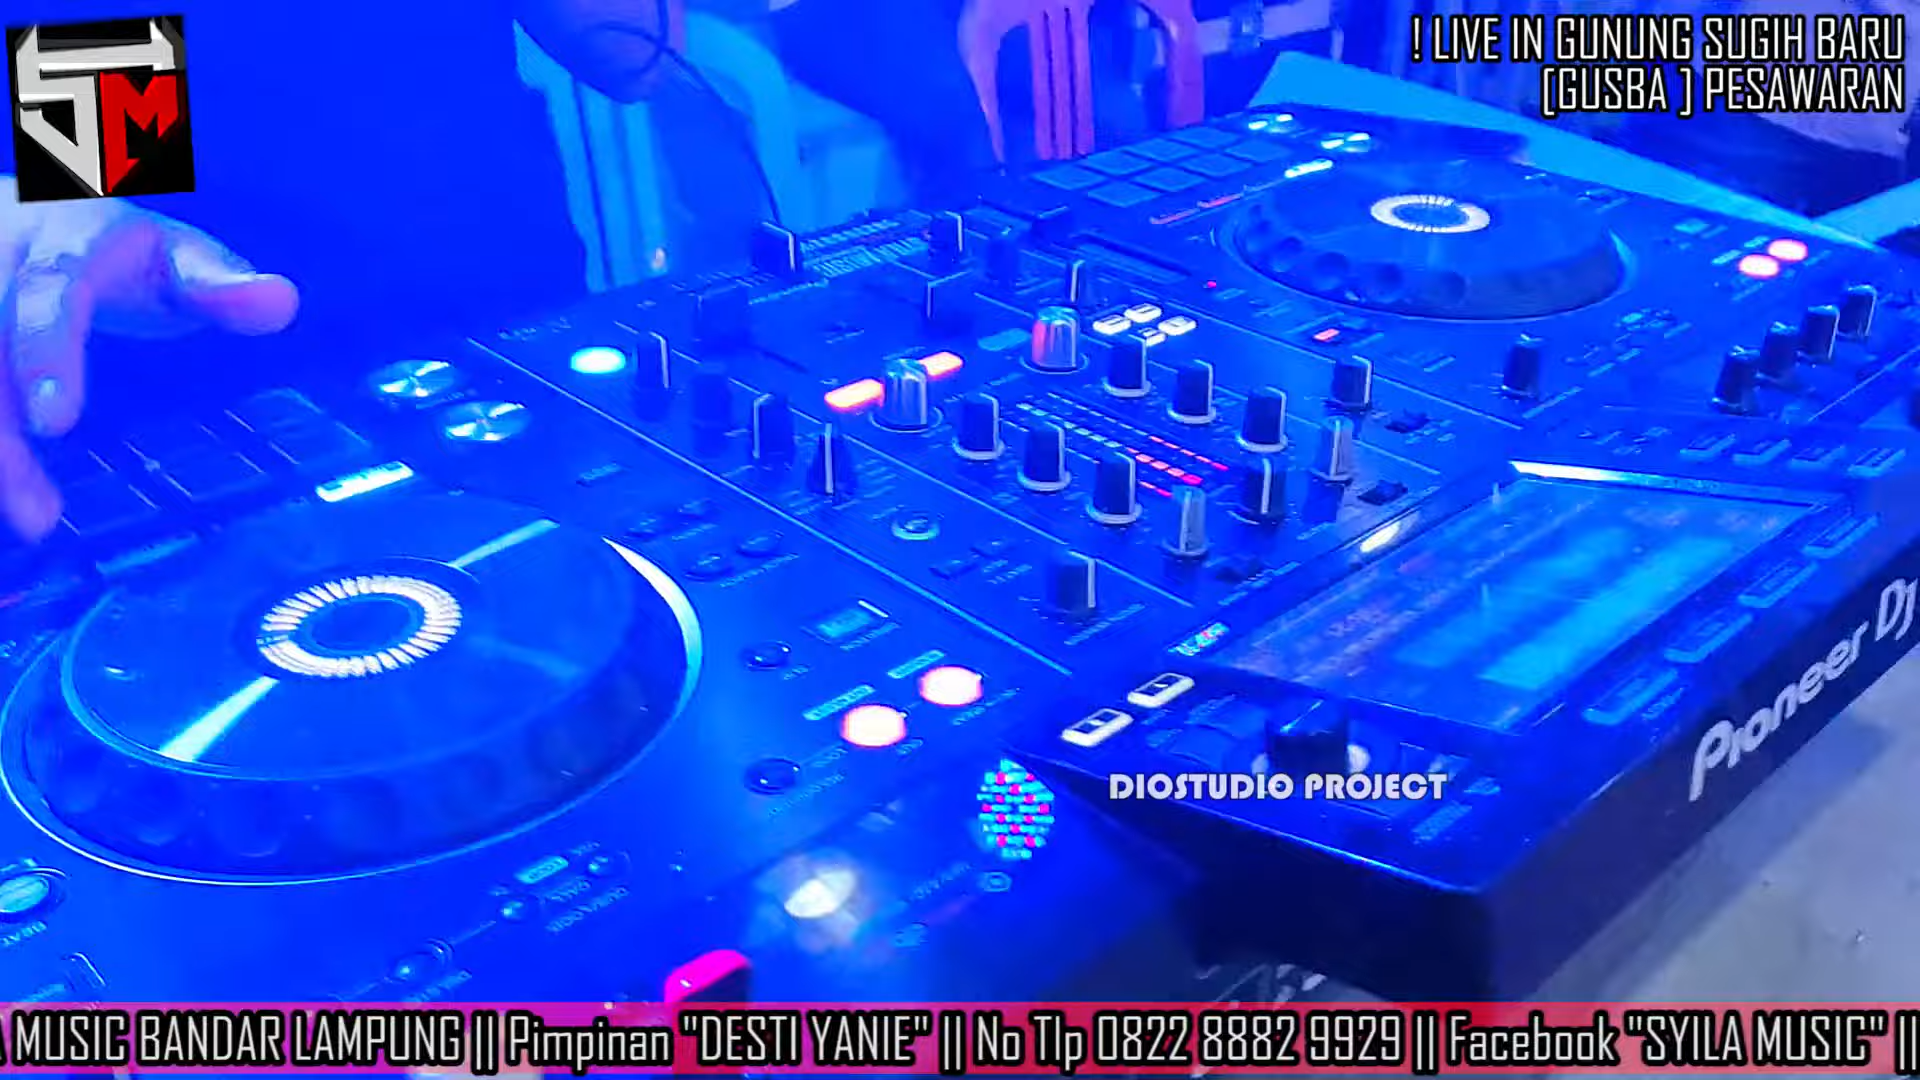 SM
! LIVE IN GUNUNG SUGIH BARU
[GUSBA ] PESAWARAN
Pioneer Dj
DIOSTUDIO PROJECT
A MUSIC BANDAR LAMPUNG || Pimpinan "DESTI YANIE" || No Tlp 0822 8882 9929 || Facebook "SYILA MUSIC" ||